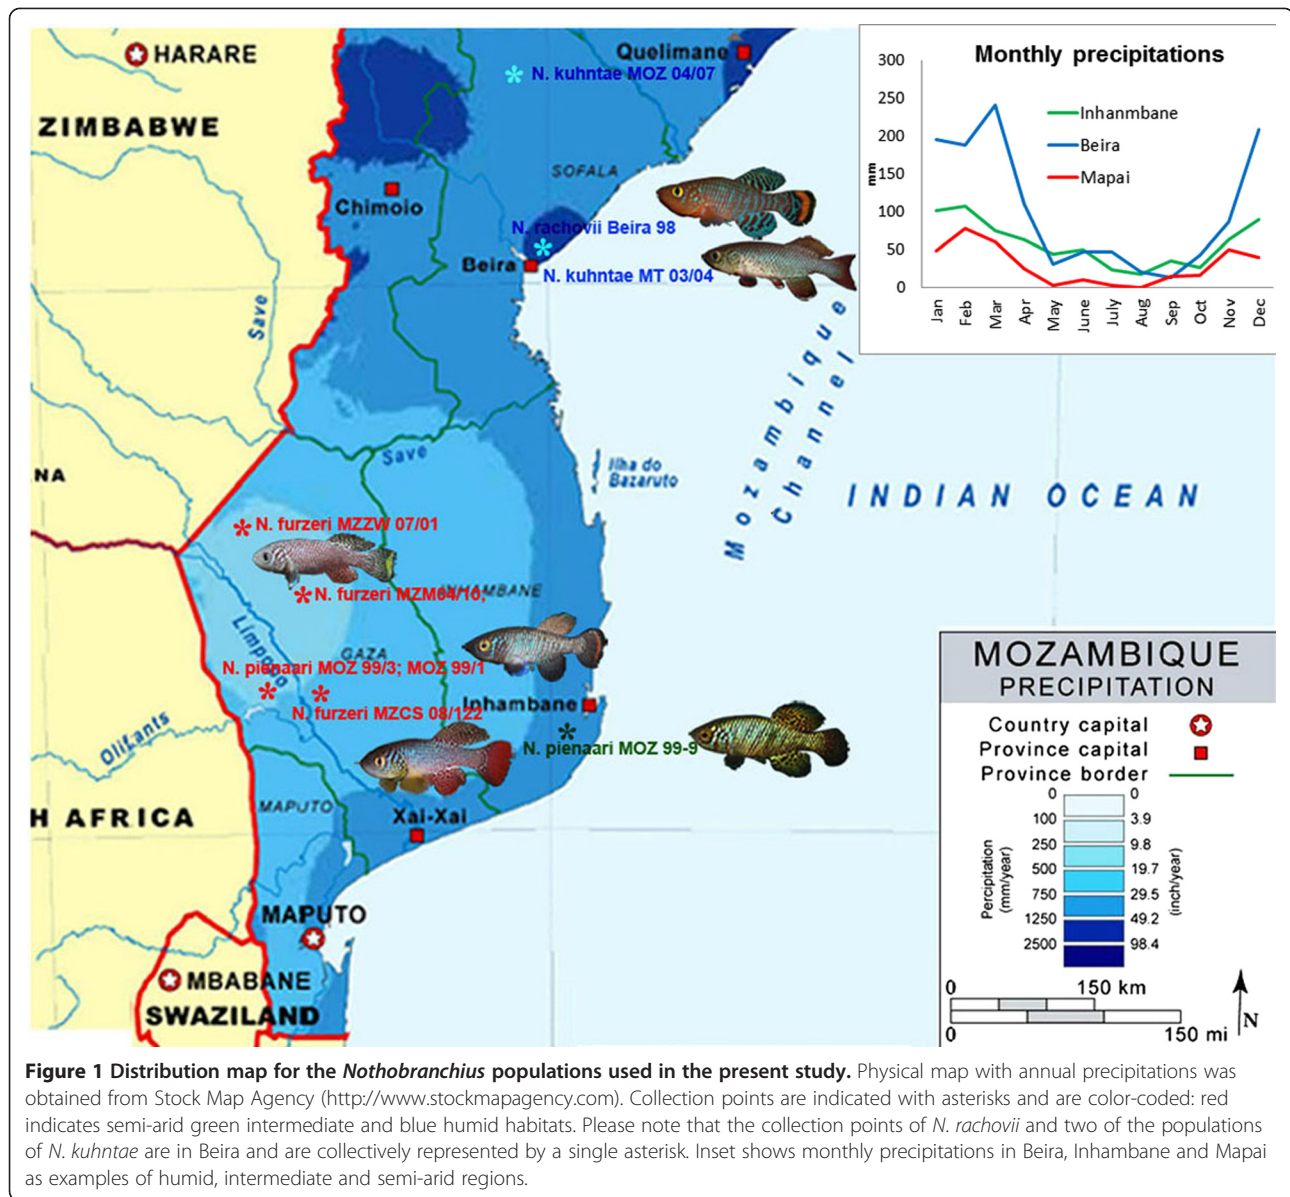 HARARE
Quelimane
N. kuhntae MOZ 04/07
ZIMBABWE
SOFALA
Chimoio
N. rachovii Beira 98
Beira
N. kuhntae MT 03/04
Save
Save
Ilha do
Bazaruto
Mozambique
Channel
INDIAN OCEAN
NA
N. furzeri MZZW 07/01
INHAMBANE
N. furzeri MZM04/10;
Limpopo
GAZA
N. pienaari MOZ 99/3; MOZ 99/1
N. furzeri MZCS 08/122
Inhambane
N. pienaari MOZ 99-9
Olifants
MAPUTO
H AFRICA
Xai-Xai
MAPUTO
MBABANE
SWAZILAND
Monthly precipitations
300
250
200
150
100
50
0
mm
Inhanmbane
Beira
Mapai
Jan
Feb
Mar
Apr
May
June
July
Aug
Sep
Oct
Nov
Dec
MOZAMBIQUE
PRECIPITATION
Country capital
Province capital
Province border
Percipitation
(mm/year)
0
100
250
500
750
1250
2500
0
3.9
9.8
19.7
29.5
49.2
98.4
(inch/year)
0 150 km
0 150 mi
N
Figure 1 Distribution map for the Nothobranchius populations used in the present study. Physical map with annual precipitations was
obtained from Stock Map Agency (http://www.stockmapagency.com). Collection points are indicated with asterisks and are color-coded: red
indicates semi-arid green intermediate and blue humid habitats. Please note that the collection points of N. rachovii and two of the populations
of N. kuhntae are in Beira and are collectively represented by a single asterisk. Inset shows monthly precipitations in Beira, Inhambane and Mapai
as examples of humid, intermediate and semi-arid regions.